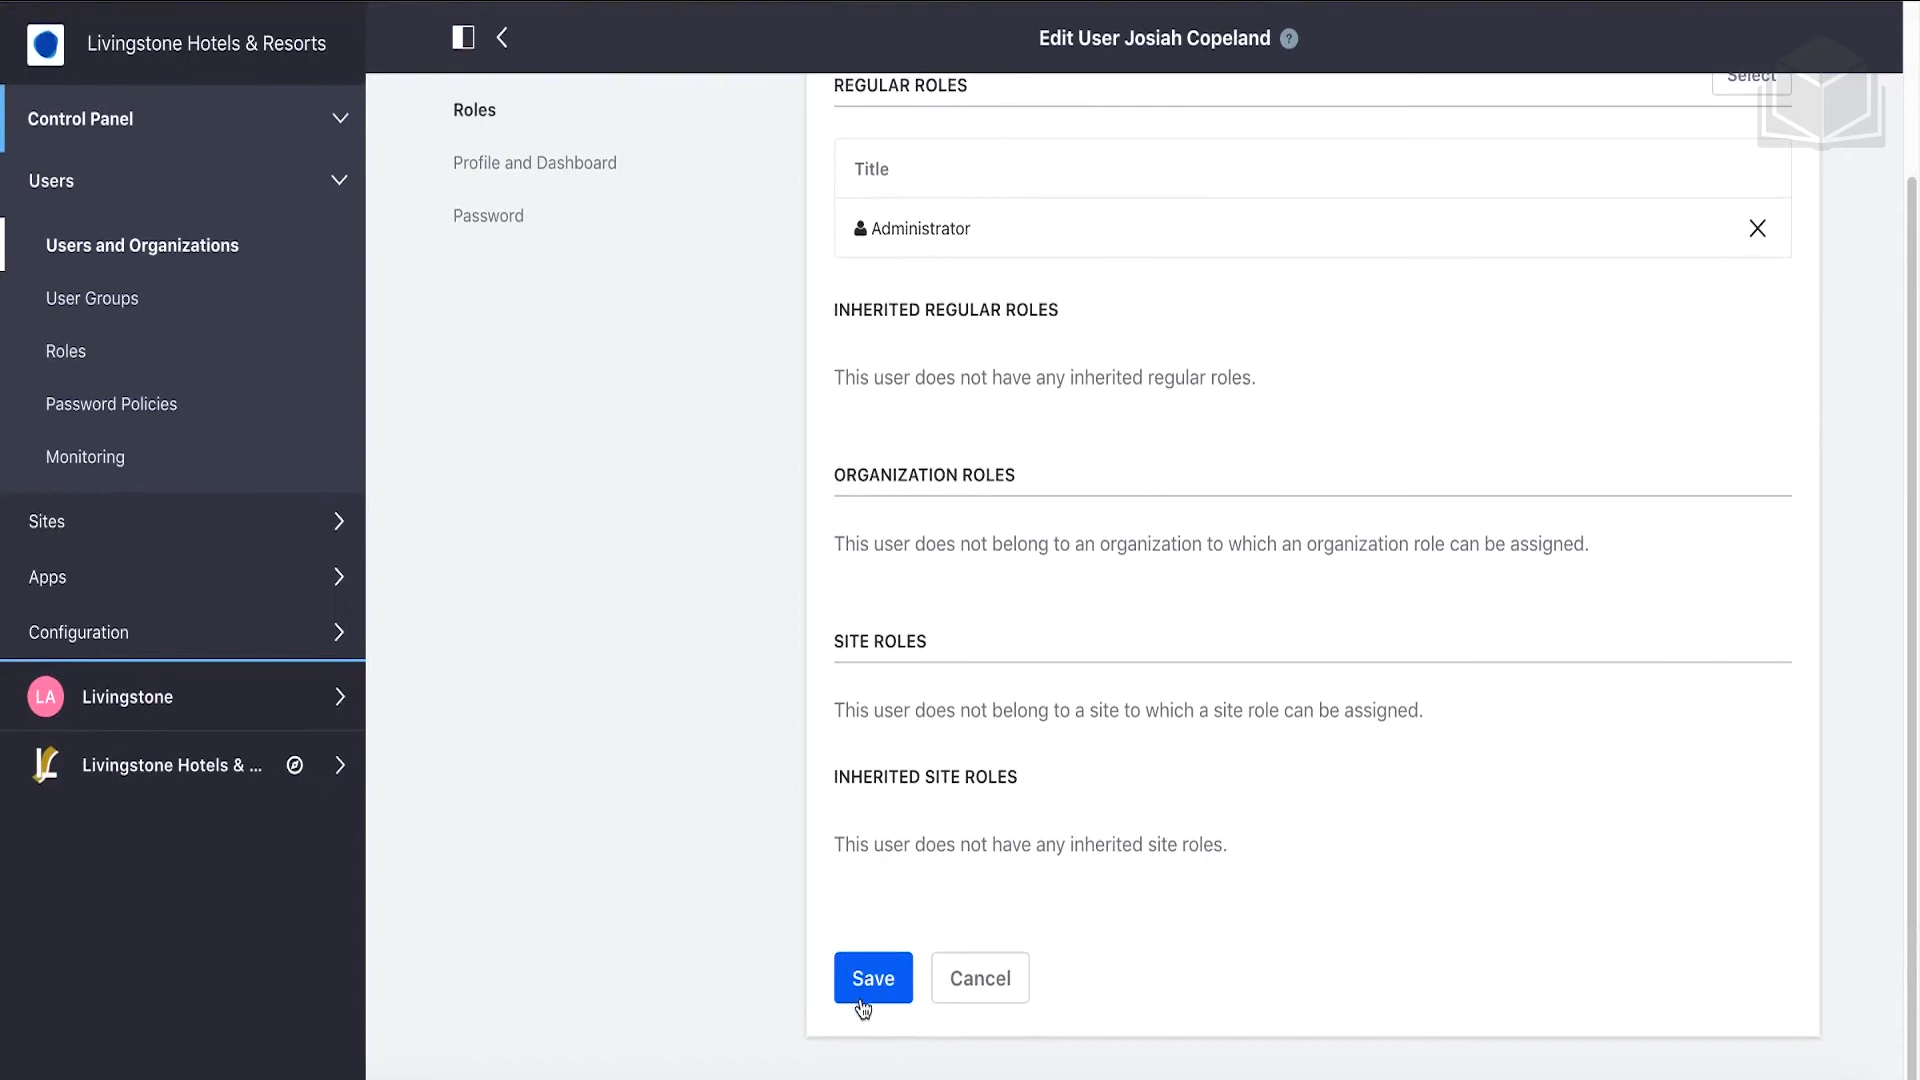 Livingstone Hotels & Resorts
Edit User Josiah Copeland ?
Control Panel
Users
Users and Organizations
User Groups
Roles
Password Policies
Monitoring
Sites
Apps
Configuration
LA Livingstone
Livingstone Hotels & ...
Roles
Profile and Dashboard
Password
REGULAR ROLES
Select
Title
Administrator
INHERITED REGULAR ROLES
This user does not have any inherited regular roles.
ORGANIZATION ROLES
This user does not belong to an organization to which an organization role can be assigned.
SITE ROLES
This user does not belong to a site to which a site role can be assigned.
INHERITED SITE ROLES
This user does not have any inherited site roles.
Save
Cancel